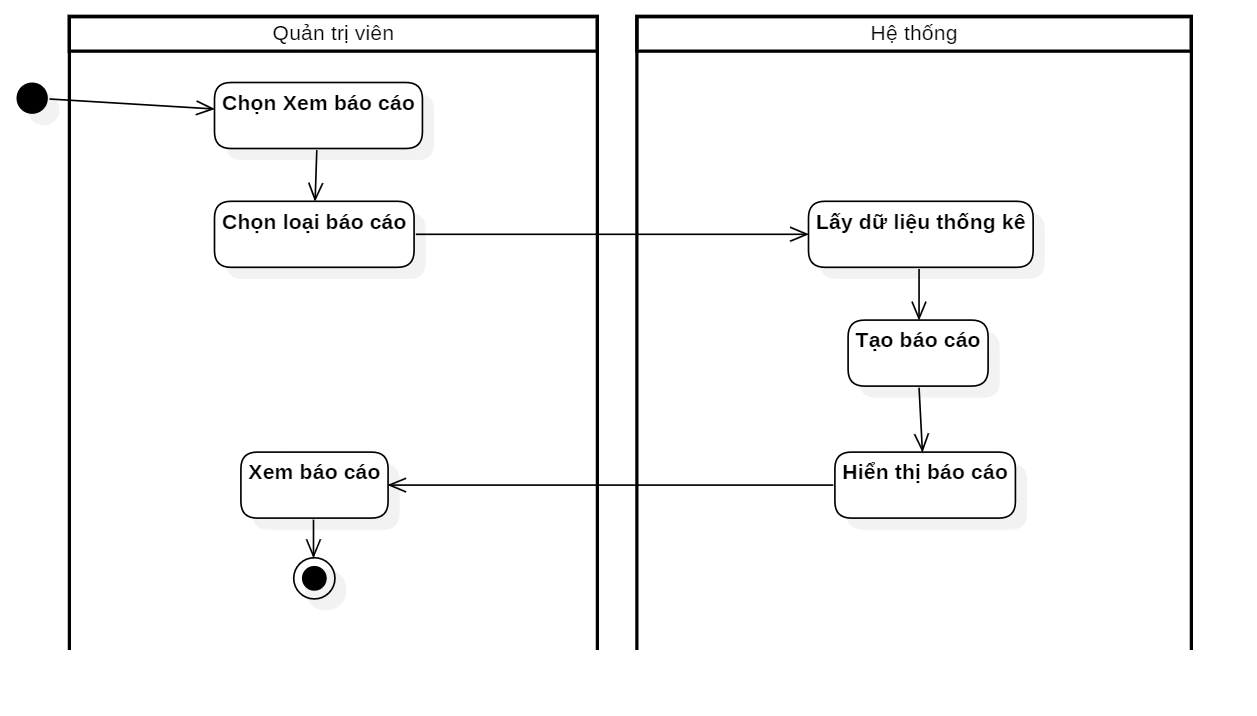 Quản trị viên
Hệ thống
Chọn Xem báo cáo
Chọn loại báo cáo
Lấy dữ liệu thống kê
Tạo báo cáo
Xem báo cáo
Hiển thị báo cáo